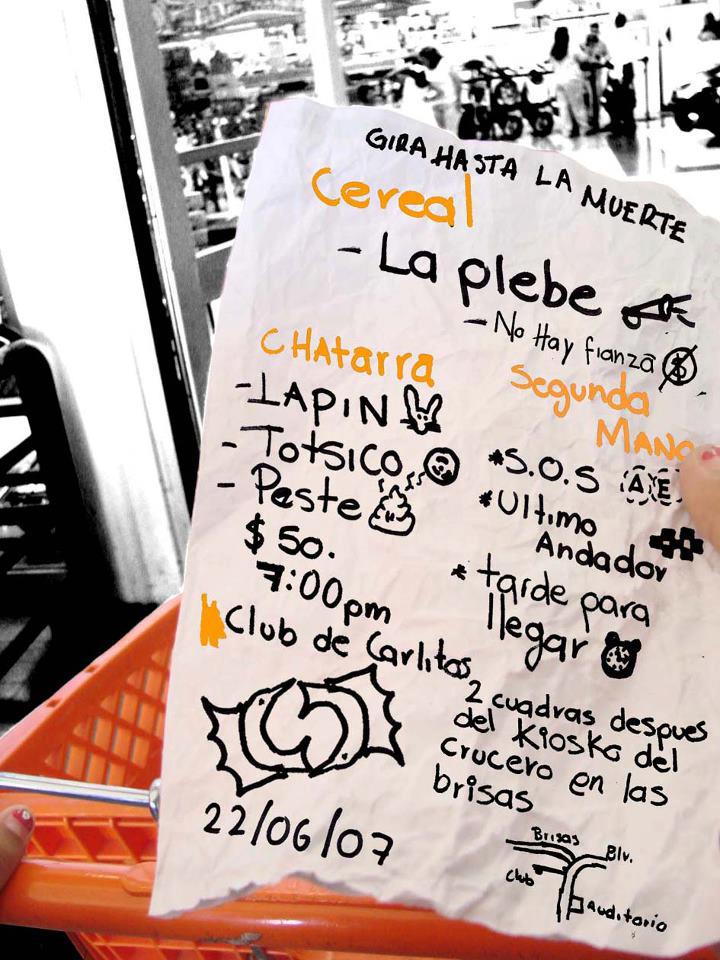 GIRA HASTA LA MUERTE
Cereal
- La plebe
- No Hay fianza $
CHAtarra
- LAPIN
- TotSICO
- Peste
$ 50.
7:00pm
Club de Carlitos
22/06/07
Segunda
MANO
*S.O.S A E
*Ultimo
Andador
* tarde para
llegar
2 cuadras despues
del Kiosko del
crucero en las
brisas
Brisas
Blv.
Club
Auditorio